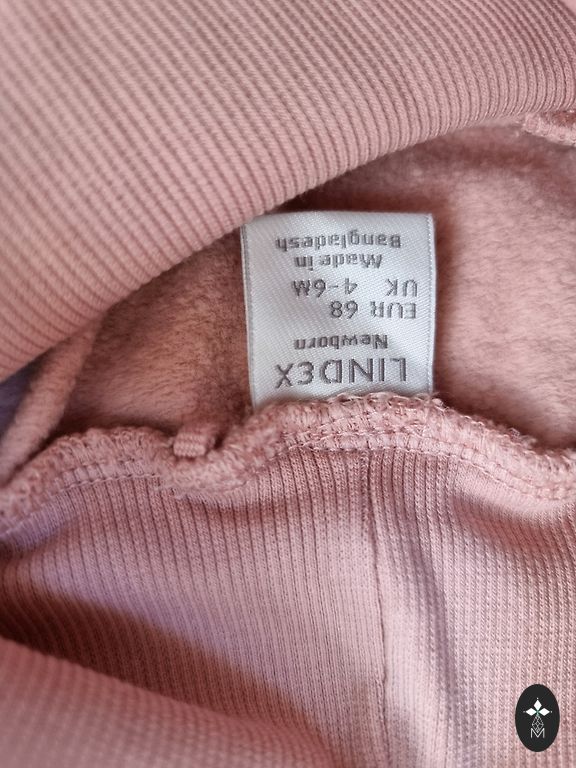 LINDEX
Newborn
EUR 68
UK 4-6M
Made in
Bangladesh
M